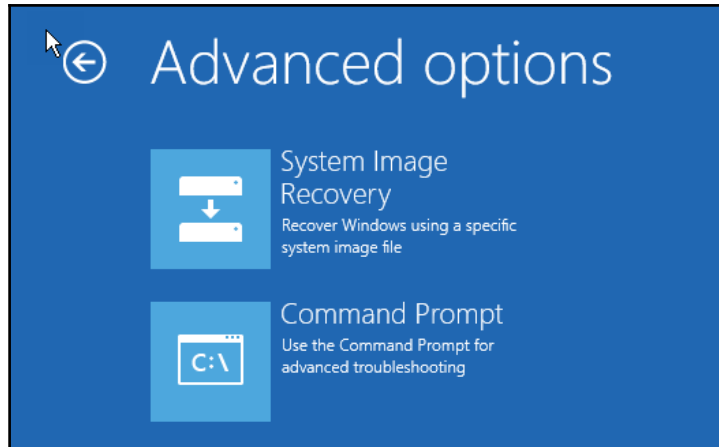 Advanced options
System Image
Recovery
Recover Windows using a specific
system image file
Command Prompt
C:\
Use the Command Prompt for
advanced troubleshooting